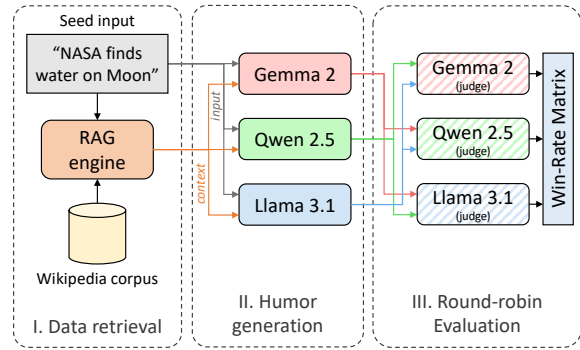 Seed input
“NASA finds
water on Moon”
RAG
engine
Wikipedia corpus
I. Data retrieval
input
context
Gemma 2
Qwen 2.5
Llama 3.1
II. Humor
generation
Gemma 2
(judge)
Qwen 2.5
(judge)
Llama 3.1
(judge)
Win-Rate Matrix
III. Round-robin
Evaluation